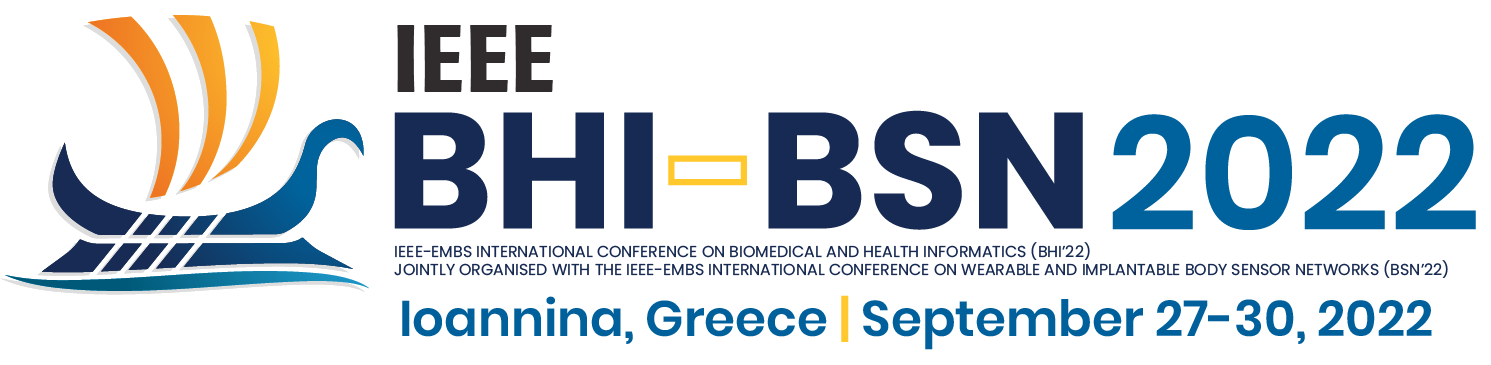 IEEE
BHI-BSN 2022
IEEE-EMBS INTERNATIONAL CONFERENCE ON BIOMEDICAL AND HEALTH INFORMATICS (BHI'22)
JOINTLY ORGANISED WITH THE IEEE-EMBS INTERNATIONAL CONFERENCE ON WEARABLE AND IMPLANTABLE BODY SENSOR NETWORKS (BSN'22)
Ioannina, Greece | September 27-30, 2022